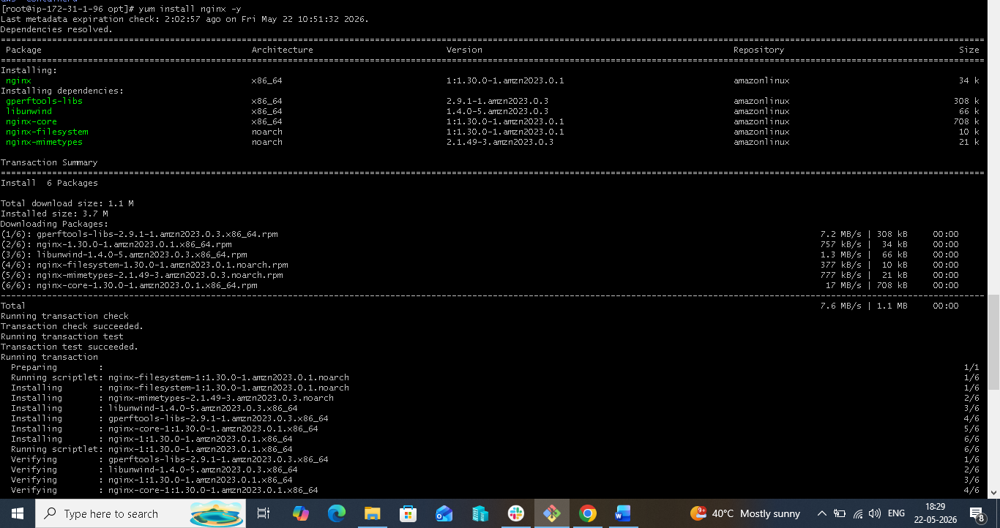 [root@ip-172-31-1-96 opt]# yum install nginx -y
Last metadata expiration check: 2:02:57 ago on Fri May 22 10:51:32 2026.
Dependencies resolved.
Package Architecture Version Repository Size
Installing:
nginx x86_64 1:1.30.0-1.amzn2023.0.1 amazonlinux 34 k
Installing dependencies:
gperftools-libs x86_64 2.9.1-1.amzn2023.0.3 amazonlinux 308 k
libunwind x86_64 1.4.0-5.amzn2023.0.3 amazonlinux 66 k
nginx-core x86_64 1:1.30.0-1.amzn2023.0.1 amazonlinux 708 k
nginx-filesystem noarch 1:1.30.0-1.amzn2023.0.1 amazonlinux 10 k
nginx-mimetypes noarch 2.1.49-3.amzn2023.0.3 amazonlinux 21 k
Transaction Summary
Install  6 Packages
Total download size: 1.1 M
Installed size: 3.7 M
Downloading Packages:
(1/6): gperftools-libs-2.9.1-1.amzn2023.0.3.x86_64.rpm 7.2 MB/s | 308 kB 00:00
(2/6): nginx-1.30.0-1.amzn2023.0.1.x86_64.rpm 757 kB/s | 34 kB 00:00
(3/6): libunwind-1.4.0-5.amzn2023.0.3.x86_64.rpm 1.3 MB/s | 66 kB 00:00
(4/6): nginx-filesystem-1.30.0-1.amzn2023.0.1.noarch.rpm 377 kB/s | 10 kB 00:00
(5/6): nginx-mimetypes-2.1.49-3.amzn2023.0.3.noarch.rpm 777 kB/s | 21 kB 00:00
(6/6): nginx-core-1.30.0-1.amzn2023.0.1.x86_64.rpm 17 MB/s | 708 kB 00:00
Total 7.6 MB/s | 1.1 MB 00:00
Running transaction check
Transaction check succeeded.
Running transaction test
Transaction test succeeded.
Running transaction
Preparing : 1/1
Running scriptlet: nginx-filesystem-1:1.30.0-1.amzn2023.0.1.noarch 1/6
Installing : nginx-filesystem-1:1.30.0-1.amzn2023.0.1.noarch 1/6
Installing : nginx-mimetypes-2.1.49-3.amzn2023.0.3.noarch 2/6
Installing : libunwind-1.4.0-5.amzn2023.0.3.x86_64 3/6
Installing : gperftools-libs-2.9.1-1.amzn2023.0.3.x86_64 4/6
Installing : nginx-core-1:1.30.0-1.amzn2023.0.1.x86_64 5/6
Installing : nginx-1:1.30.0-1.amzn2023.0.1.x86_64 6/6
Running scriptlet: nginx-1:1.30.0-1.amzn2023.0.1.x86_64 6/6
Verifying : gperftools-libs-2.9.1-1.amzn2023.0.3.x86_64 1/6
Verifying : libunwind-1.4.0-5.amzn2023.0.3.x86_64 2/6
Verifying : nginx-1:1.30.0-1.amzn2023.0.1.x86_64 3/6
Verifying : nginx-core-1:1.30.0-1.amzn2023.0.1.x86_64 4/6
Type here to search 9+ 40°C Mostly sunny ENG 18:29
22-05-2026 8